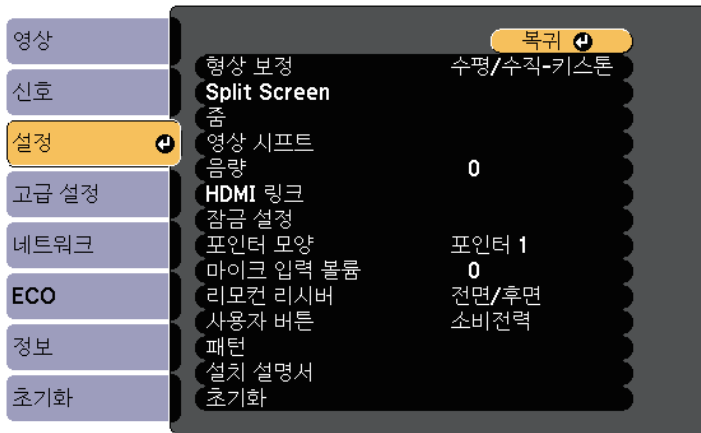 영상
신호
설정
고급 설정
네트워크
ECO
정보
초기화
복귀
형상 보정 수평/수직-키스톤
Split Screen
줌
영상 시프트
음량 0
HDMI 링크
잠금 설정
포인터 모양 포인터 1
마이크 입력 볼륨 0
리모컨 리시버 전면/후면
사용자 버튼 소비전력
패턴
설치 설명서
초기화